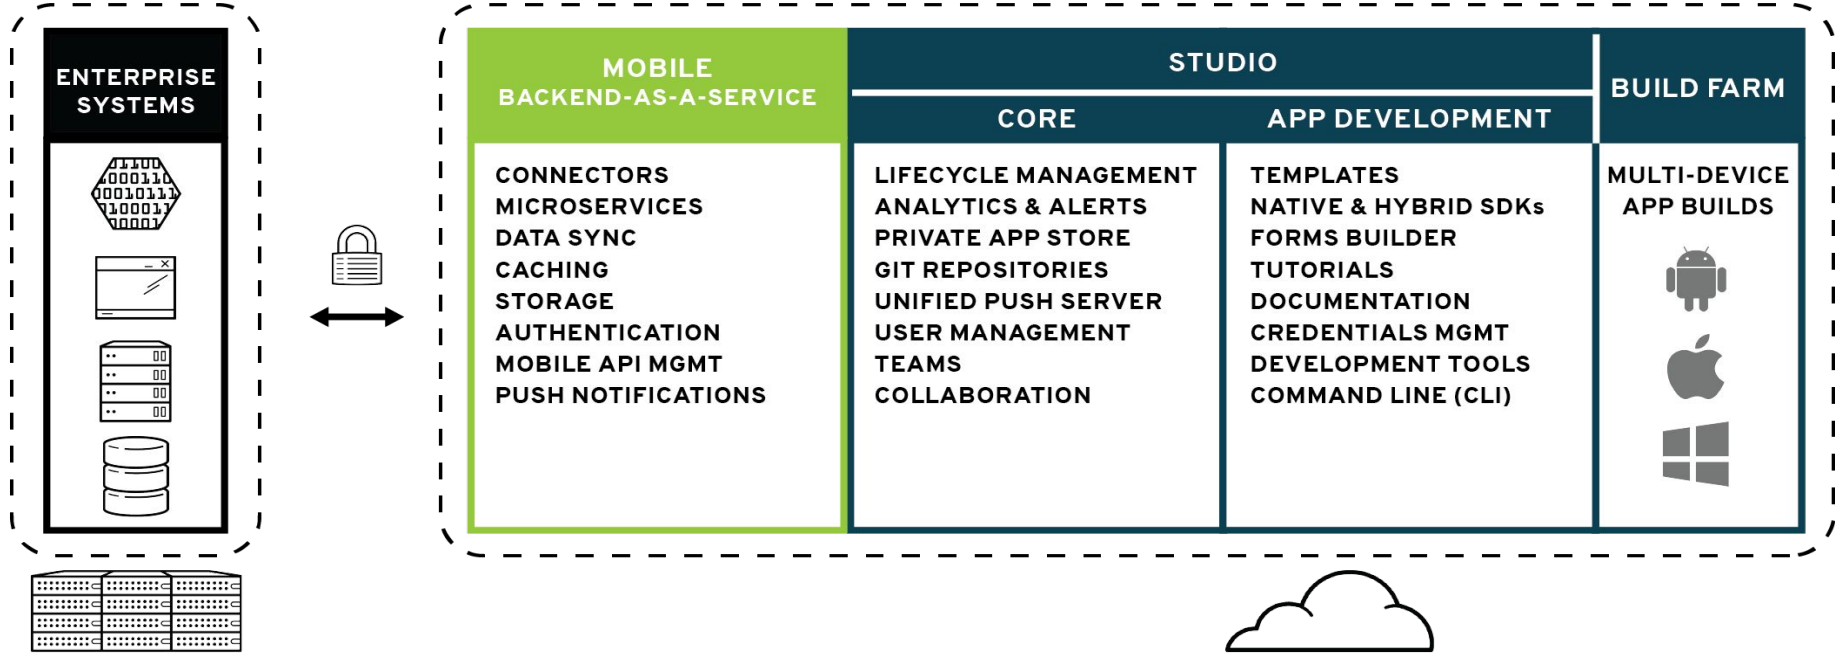 ENTERPRISE
SYSTEMS
MOBILE
BACKEND-AS-A-SERVICE
CONNECTORS
MICROSERVICES
DATA SYNC
CACHING
STORAGE
AUTHENTICATION
MOBILE API MGMT
PUSH NOTIFICATIONS
STUDIO
CORE
LIFECYCLE MANAGEMENT
ANALYTICS & ALERTS
PRIVATE APP STORE
GIT REPOSITORIES
UNIFIED PUSH SERVER
USER MANAGEMENT
TEAMS
COLLABORATION
APP DEVELOPMENT
TEMPLATES
NATIVE & HYBRID SDKs
FORMS BUILDER
TUTORIALS
DOCUMENTATION
CREDENTIALS MGMT
DEVELOPMENT TOOLS
COMMAND LINE (CLI)
BUILD FARM
MULTI-DEVICE
APP BUILDS